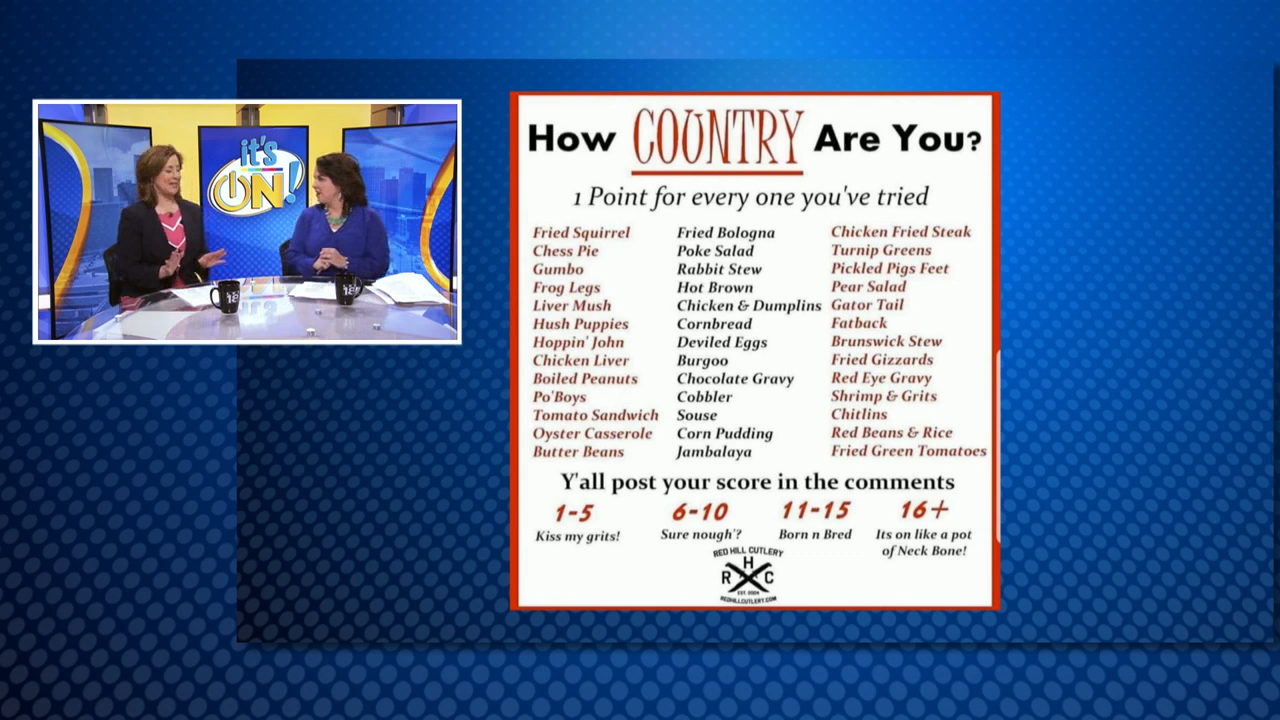 it's
ON!
How COUNTRY Are You?
1 Point for every one you've tried
Fried Squirrel
Chess Pie
Gumbo
Frog Legs
Liver Mush
Hush Puppies
Hoppin' John
Chicken Liver
Boiled Peanuts
Po'Boys
Tomato Sandwich
Oyster Casserole
Butter Beans
Fried Bologna
Poke Salad
Rabbit Stew
Hot Brown
Chicken & Dumplins
Cornbread
Deviled Eggs
Burgoo
Chocolate Gravy
Cobbler
Souse
Corn Pudding
Jambalaya
Chicken Fried Steak
Turnip Greens
Pickled Pigs Feet
Pear Salad
Gator Tail
Fatback
Brunswick Stew
Fried Gizzards
Red Eye Gravy
Shrimp & Grits
Chitlins
Red Beans & Rice
Fried Green Tomatoes
Y'all post your score in the comments
1-5
Kiss my grits!
6-10
Sure nough'?
11-15
Born n Bred
16+
Its on like a pot
of Neck Bone!
RED HILL CUTLERY
R H C
EST. 2004
REDHILLCUTLERY.COM